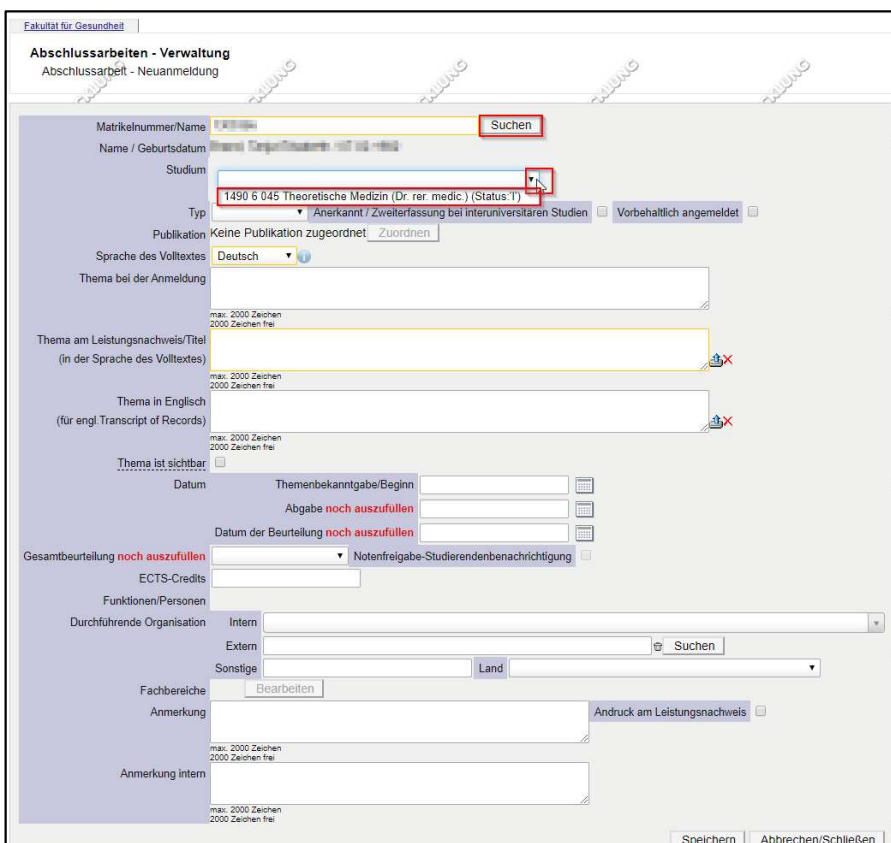 Fakultät für Gesundheit
Abschlussarbeiten - Verwaltung
Abschlussarbeit - Neuanmeldung
Matrikelnummer/Name Suchen
Name / Geburtsdatum
Studium
1490 6 045 Theoretische Medizin (Dr. rer. medic.) (Status:'I')
Typ Anerkannt / Zweiterfassung bei interuniversitären Studien Vorbehaltlich angemeldet
Publikation Keine Publikation zugeordnet Zuordnen
Sprache des Volltextes Deutsch
Thema bei der Anmeldung
max. 2000 Zeichen
2000 Zeichen frei
Thema am Leistungsnachweis/Titel
(in der Sprache des Volltextes)
max. 2000 Zeichen
2000 Zeichen frei
Thema in Englisch
(für engl.Transcript of Records)
max. 2000 Zeichen
2000 Zeichen frei
Thema ist sichtbar
Datum Themenbekanntgabe/Beginn
Abgabe noch auszufüllen
Datum der Beurteilung noch auszufüllen
Gesamtbeurteilung noch auszufüllen Notenfreigabe-Studierendenbenachrichtigung
ECTS-Credits
Funktionen/Personen
Durchführende Organisation Intern
Extern Suchen
Sonstige Land
Fachbereiche Bearbeiten
Anmerkung Andruck am Leistungsnachweis
max. 2000 Zeichen
2000 Zeichen frei
Anmerkung intern
max. 2000 Zeichen
2000 Zeichen frei
Speichern Abbrechen/Schließen